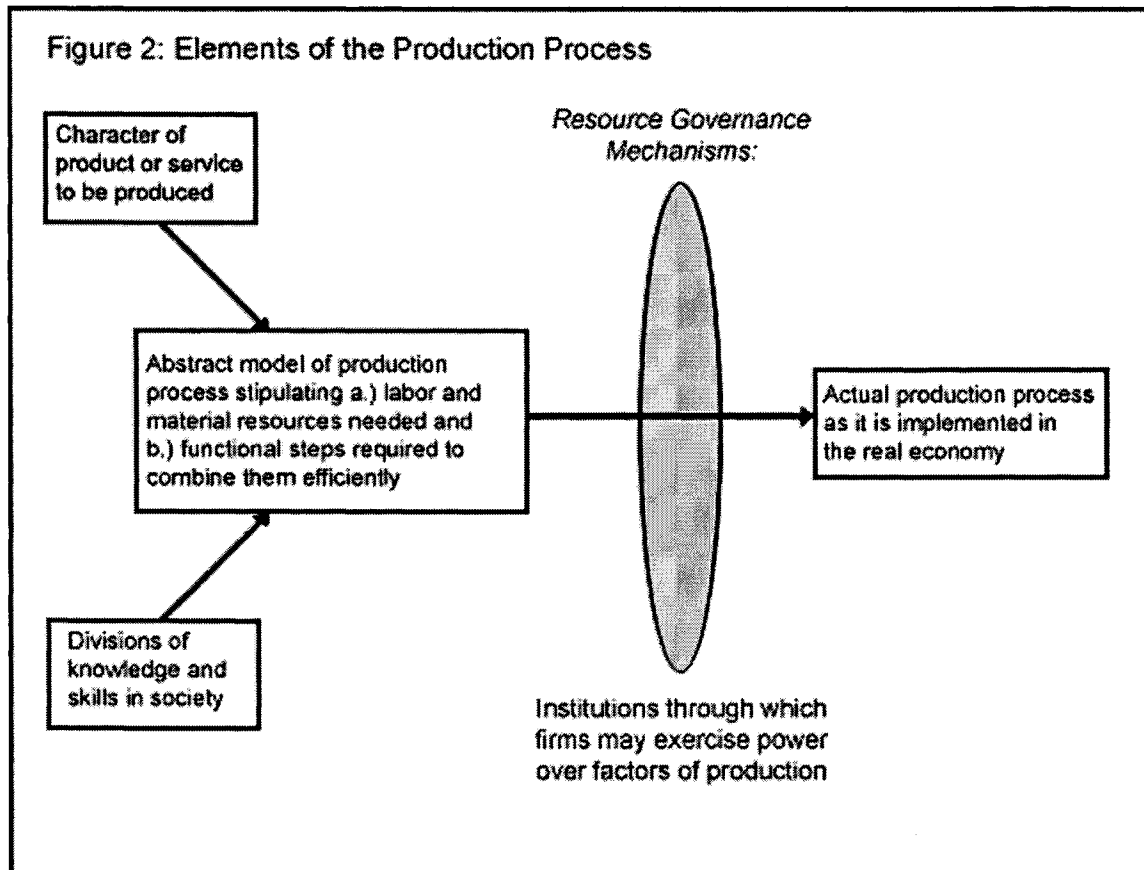 Figure 2: Elements of the Production Process
Character of
product or service
to be produced
Resource Governance
Mechanisms:
Abstract model of production
process stipulating a.) labor and
material resources needed and
b.) functional steps required to
combine them efficiently
Actual production process
as it is implemented in
the real economy
Divisions of
knowledge and
skills in society
Institutions through which
firms may exercise power
over factors of production